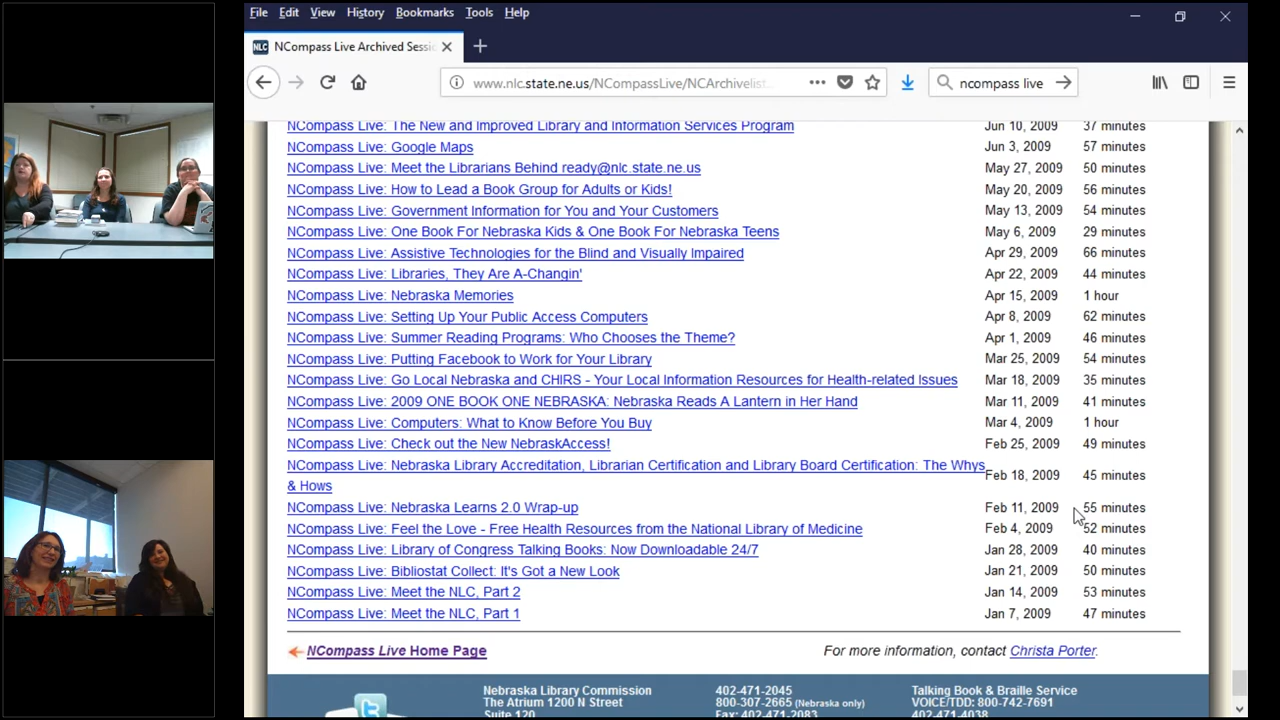 File Edit View History Bookmarks Tools Help
NLC NCompass Live Archived Sessi
www.nlc.state.ne.us/NCompassLive/NCArchivelist.
ncompass live
NCompass Live: The New and Improved Library and Information Services Program Jun 10, 2009 37 minutes
NCompass Live: Google Maps Jun 3, 2009 57 minutes
NCompass Live: Meet the Librarians Behind ready@nlc.state.ne.us May 27, 2009 50 minutes
NCompass Live: How to Lead a Book Group for Adults or Kids! May 20, 2009 56 minutes
NCompass Live: Government Information for You and Your Customers May 13, 2009 54 minutes
NCompass Live: One Book For Nebraska Kids & One Book For Nebraska Teens May 6, 2009 29 minutes
NCompass Live: Assistive Technologies for the Blind and Visually Impaired Apr 29, 2009 66 minutes
NCompass Live: Libraries, They Are A-Changin' Apr 22, 2009 44 minutes
NCompass Live: Nebraska Memories Apr 15, 2009 1 hour
NCompass Live: Setting Up Your Public Access Computers Apr 8, 2009 62 minutes
NCompass Live: Summer Reading Programs: Who Chooses the Theme? Apr 1, 2009 46 minutes
NCompass Live: Putting Facebook to Work for Your Library Mar 25, 2009 54 minutes
NCompass Live: Go Local Nebraska and CHIRS - Your Local Information Resources for Health-related Issues Mar 18, 2009 35 minutes
NCompass Live: 2009 ONE BOOK ONE NEBRASKA: Nebraska Reads A Lantern in Her Hand Mar 11, 2009 41 minutes
NCompass Live: Computers: What to Know Before You Buy Mar 4, 2009 1 hour
NCompass Live: Check out the New NebraskAccess! Feb 25, 2009 49 minutes
NCompass Live: Nebraska Library Accreditation, Librarian Certification and Library Board Certification: The Whys
& Hows Feb 18, 2009 45 minutes
NCompass Live: Nebraska Learns 2.0 Wrap-up Feb 11, 2009 55 minutes
NCompass Live: Feel the Love - Free Health Resources from the National Library of Medicine Feb 4, 2009 52 minutes
NCompass Live: Library of Congress Talking Books: Now Downloadable 24/7 Jan 28, 2009 40 minutes
NCompass Live: Bibliostat Collect: It's Got a New Look Jan 21, 2009 50 minutes
NCompass Live: Meet the NLC, Part 2 Jan 14, 2009 53 minutes
NCompass Live: Meet the NLC, Part 1 Jan 7, 2009 47 minutes
NCompass Live Home Page For more information, contact Christa Porter.
Nebraska Library Commission 402-471-2045 Talking Book & Braille Service
The Atrium 1200 N Street 800-307-2665 (Nebraska only) VOICE/TDD: 800-742-7691
Suite 120 Fax: 402-471-2083 402-471-4038